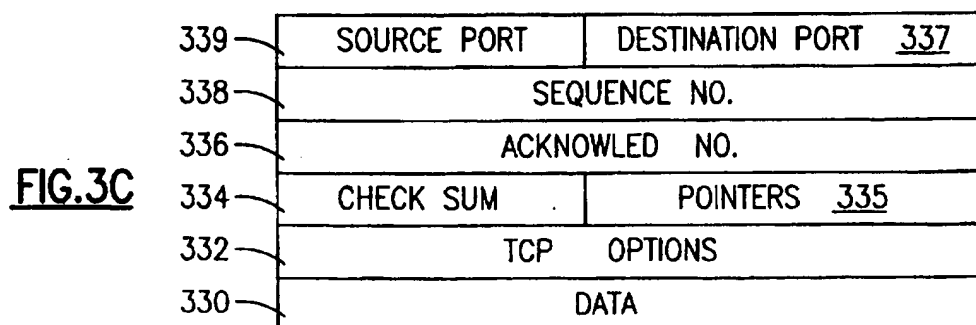 339 SOURCE PORT DESTINATION PORT 337
338 SEQUENCE NO.
336 ACKNOWLED NO.
FIG.3C
334 CHECK SUM POINTERS 335
332 TCP OPTIONS
330 DATA